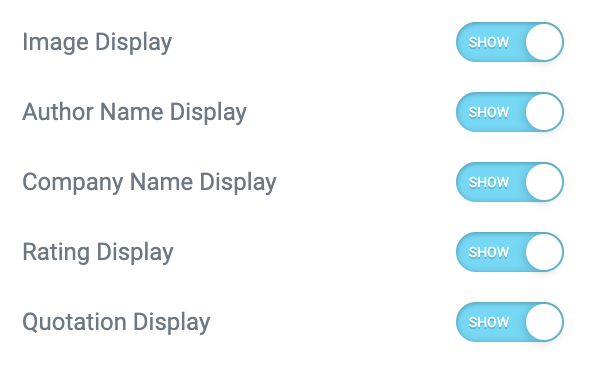 Image Display SHOW
Author Name Display SHOW
Company Name Display SHOW
Rating Display SHOW
Quotation Display SHOW